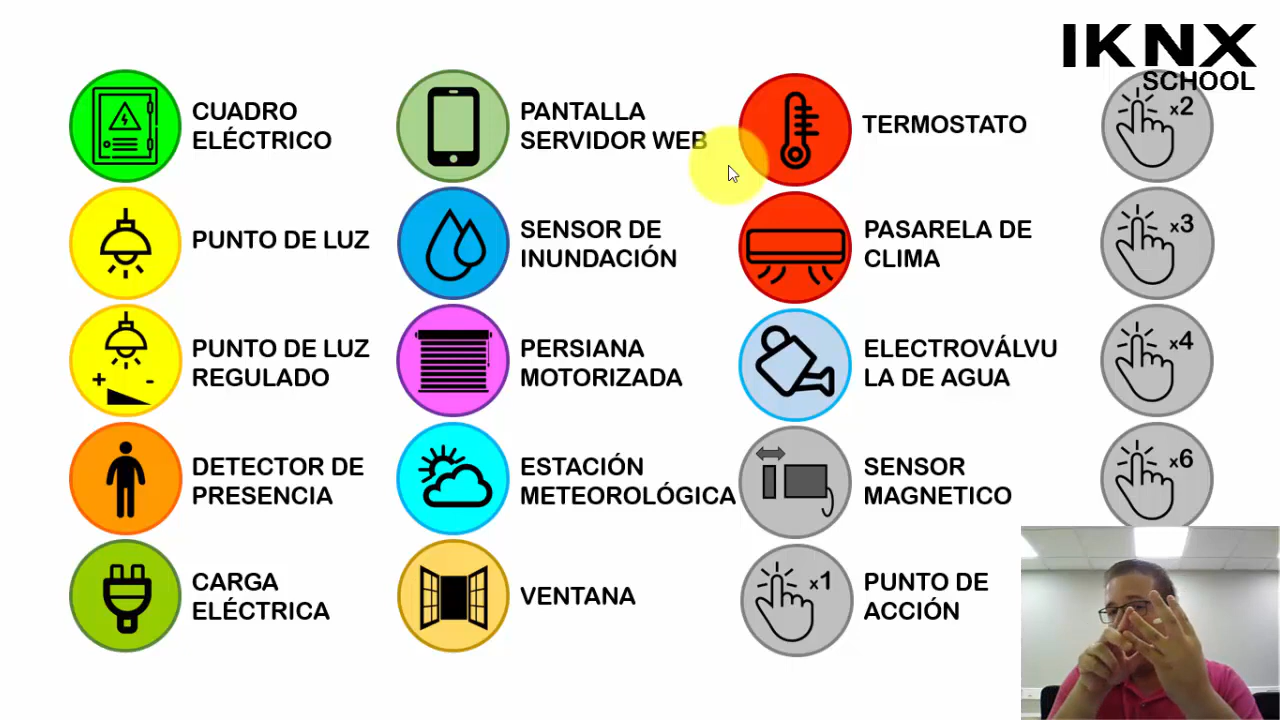 IKNX
SCHOOL
CUADRO
ELÉCTRICO
PUNTO DE LUZ
+ -
PUNTO DE LUZ
REGULADO
DETECTOR DE
PRESENCIA
CARGA
ELÉCTRICA
PANTALLA
SERVIDOR WEB
SENSOR DE
INUNDACIÓN
PERSIANA
MOTORIZADA
ESTACIÓN
METEOROLÓGICA
VENTANA
TERMOSTATO
PASARELA DE
CLIMA
ELECTROVÁLVU
LA DE AGUA
SENSOR
MAGNETICO
x1
PUNTO DE
ACCIÓN
x2
x3
x4
x6